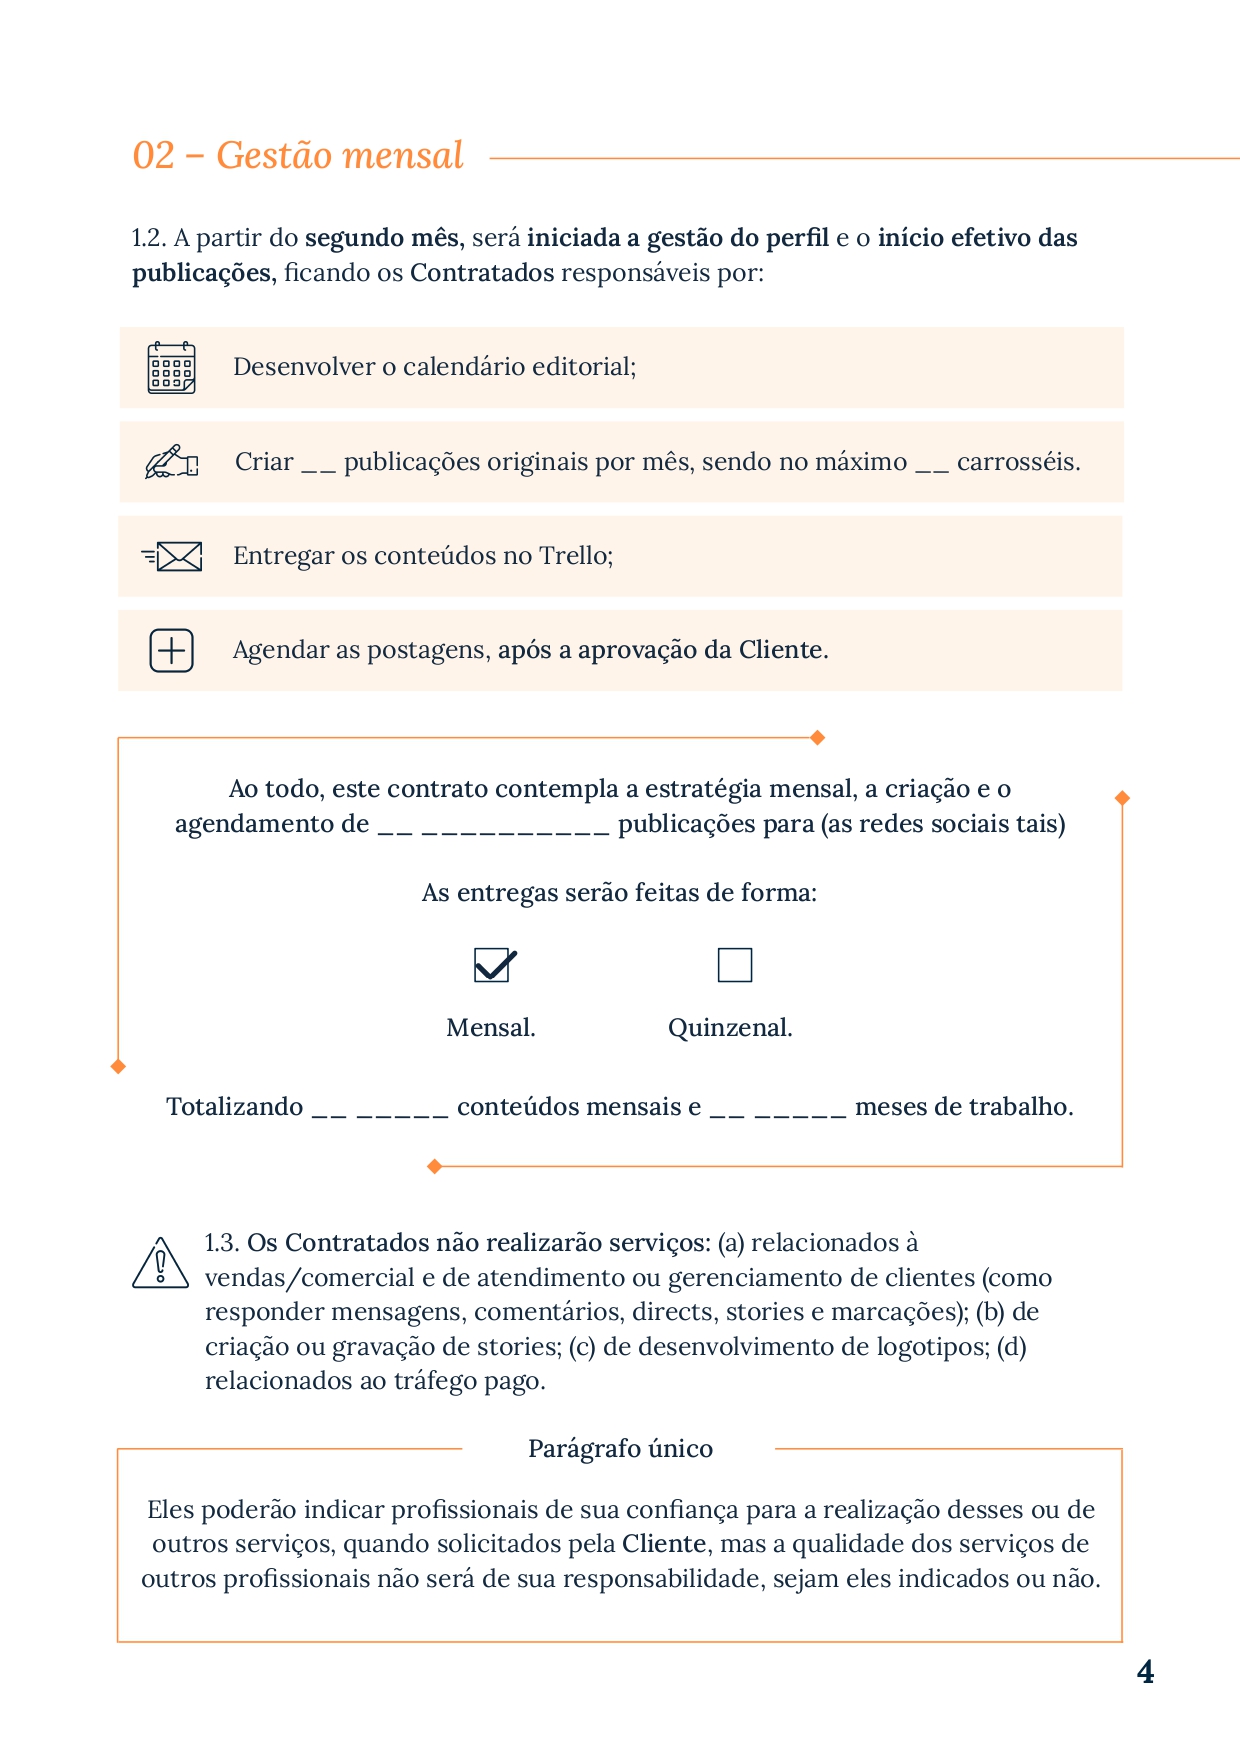 02 – Gestão mensal
1.2. A partir do segundo mês, será iniciada a gestão do perfil e o início efetivo das
publicações, ficando os Contratados responsáveis por:
Desenvolver o calendário editorial;
Criar __ publicações originais por mês, sendo no máximo __ carrosséis.
Entregar os conteúdos no Trello;
Agendar as postagens, após a aprovação da Cliente.
Ao todo, este contrato contempla a estratégia mensal, a criação e o
agendamento de __ __________ publicações para (as redes sociais tais)
As entregas serão feitas de forma:
Mensal. Quinzenal.
Totalizando __ _____ conteúdos mensais e __ _____ meses de trabalho.
1.3. Os Contratados não realizarão serviços: (a) relacionados à
vendas/comercial e de atendimento ou gerenciamento de clientes (como
responder mensagens, comentários, directs, stories e marcações); (b) de
criação ou gravação de stories; (c) de desenvolvimento de logotipos; (d)
relacionados ao tráfego pago.
Parágrafo único
Eles poderão indicar profissionais de sua confiança para a realização desses ou de
outros serviços, quando solicitados pela Cliente, mas a qualidade dos serviços de
outros profissionais não será de sua responsabilidade, sejam eles indicados ou não.
4